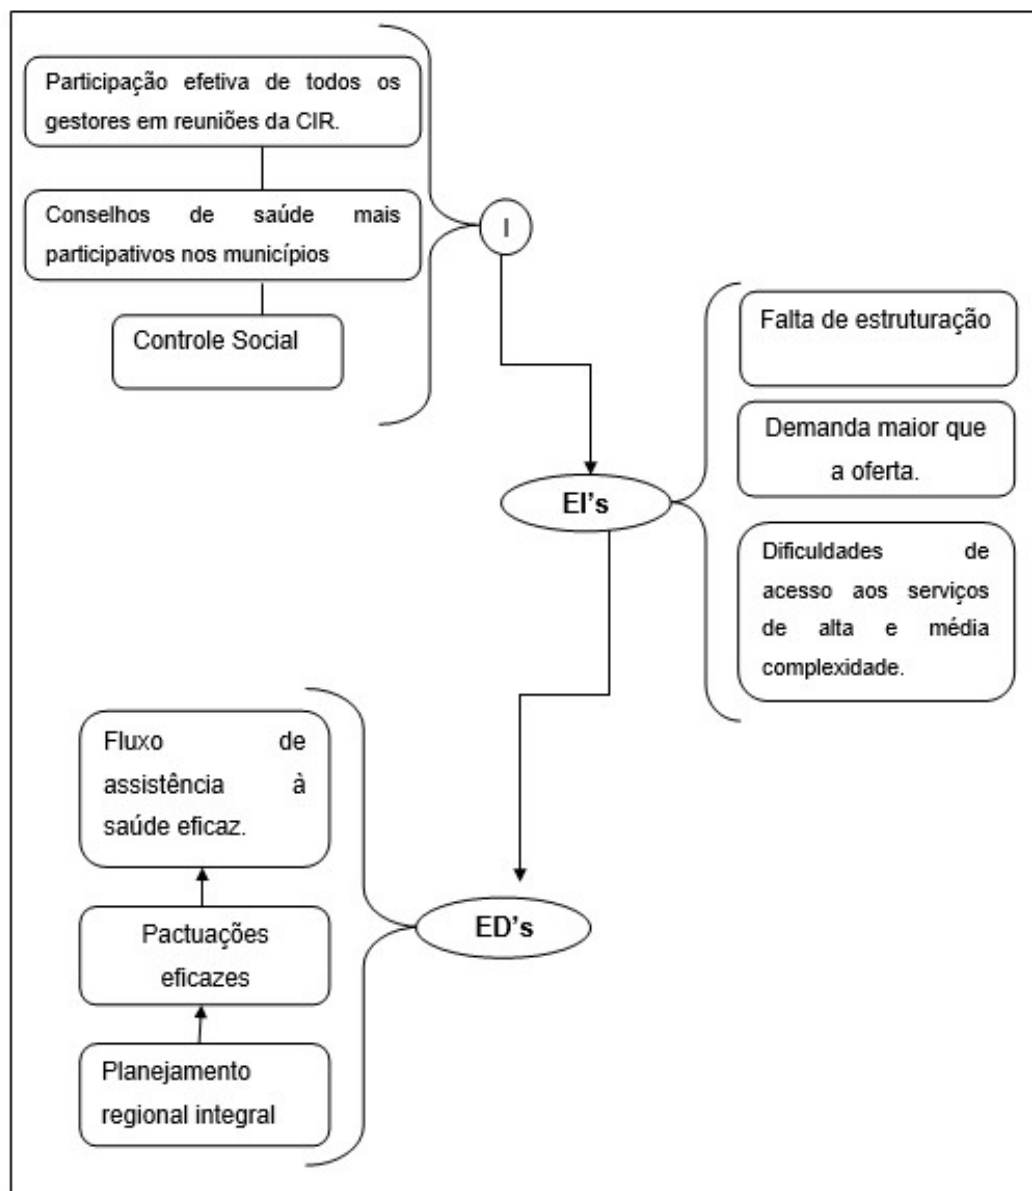 Participação efetiva de todos os
gestores em reuniões da CIR.
Conselhos de saúde mais
participativos nos municípios
Controle Social
I
EI's
Falta de estruturação
Demanda maior que
a oferta.
Dificuldades de
acesso aos serviços
de alta e média
complexidade.
Fluxo de
assistência à
saúde eficaz.
Pactuações
eficazes
Planejamento
regional integral
ED's